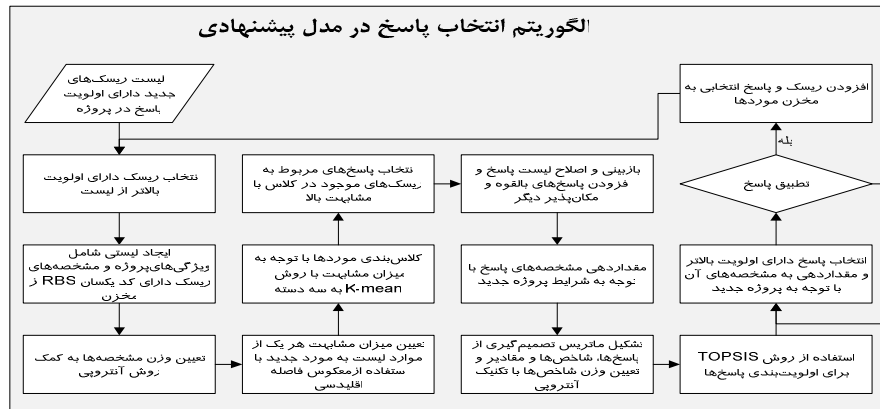 الگوریتم انتخاب پاسخ در مدل پیشنهادی
لیست ریسک‌های
جدید دارای اولویت
پاسخ در پروژه
انتخاب ریسک دارای اولویت
بالاتر از لیست
ایجاد لیستی شامل
ویژگی‌های‌پروژه و مشخصه‌های
ریسک دارای کد یکسان RBS از
مخزن
تعیین وزن مشخصه‌ها به کمک
روش آنتروپی
تعیین میزان مشابهت هر یک از
موارد لیست به مورد جدید با
ستفاده ازمعکوس فاصله
اقلیدسی
کلاس‌بندی موردها با توجه به
میزان مشابهت با روش
K-mean به سه دسته
انتخاب پاسخ‌های مربوط به
ریسک‌های موجود در کلاس با
مشابهت بالا
بازبینی و اصلاح لیست پاسخ و
فزودن پاسخ‌های بالقوه و
مکان‌پذیر دیگر
مقداردهی مشخصه‌های پاسخ با
توجه به شرایط پروژه جدید
تشکیل ماتریس تصمیم‌گیری از
پاسخ‌ها، شاخص‌ها و مقادیر و
تعیین وزن شاخص‌ها با تکنیک
آنتروپی
استفاده از روش TOPSIS
برای اولویت‌بندی پاسخ‌ها
انتخاب پاسخ دارای اولویت بالاتر
و مقداردهی به مشخصه‌های آن
با توجه به پروژه جدید
تطبیق پاسخ
بله
افزودن ریسک و پاسخ انتخابی به
مخزن موردها